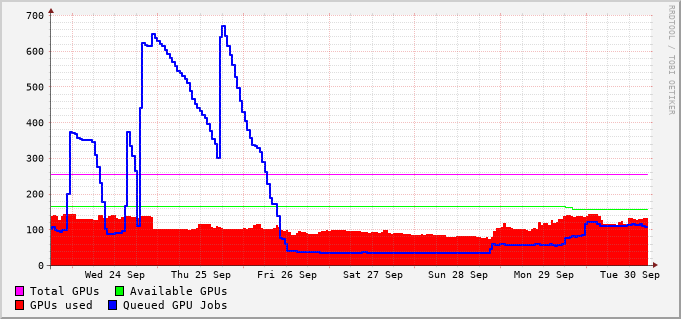 700
600
500
400
300
200
100
0
Wed 24 Sep Thu 25 Sep Fri 26 Sep Sat 27 Sep Sun 28 Sep Mon 29 Sep Tue 30 Sep
Total GPUs Available GPUs
GPUs used Queued GPU Jobs
RRDTOOL / TOBI OETIKER